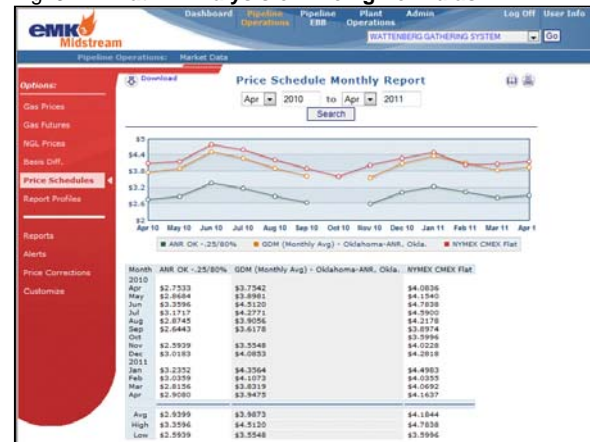 emk3
Midstream
Dashboard Pipeline Operations Pipeline EBB Plant Operations Admin Log Off User Info
WATTENBERG GATHERING SYSTEM Go
Pipeline Operations: Market Data
Options:
Gas Prices
Gas Futures
NGL Prices
Basis Diff.
Price Schedules
Report Profiles
Reports
Alerts
Price Corrections
Customize
Download
Price Schedule Monthly Report
Apr 2010 to Apr 2011
Search
$5
$4.4
$3.8
$3.2
$2.6
$2
Apr 10 May 10 Jun 10 Jul 10 Aug 10 Sep 10 Oct 10 Nov 10 Dec 10 Jan 11 Feb 11 Mar 11 Apr 1
ANR OK -.25/80% GDM (Monthly Avg) - Oklahoma-ANR, Okla. NYMEX CMEX Flat
Month ANR OK -.25/80% GDM (Monthly Avg) - Oklahoma-ANR, Okla. NYMEX CMEX Flat
2010
Apr $2.7533 $3.7542 $4.0836
May $2.8684 $3.8981 $4.1540
Jun $3.3596 $4.5120 $4.7838
Jul $3.1717 $4.2771 $4.5900
Aug $2.8745 $3.9056 $4.2178
Sep $2.6443 $3.6178 $3.8974
Oct $3.5996
Nov $2.5939 $3.5548 $4.0228
Dec $3.0183 $4.0853 $4.2818
2011
Jan $3.2352 $4.3564 $4.4983
Feb $3.0359 $4.1073 $4.0355
Mar $2.8156 $3.8319 $4.0692
Apr $2.9080 $3.9475 $4.1637
Avg $2.9399 $3.9873 $4.1844
High $3.3596 $4.5120 $4.7838
Low $2.5939 $3.5548 $3.5996